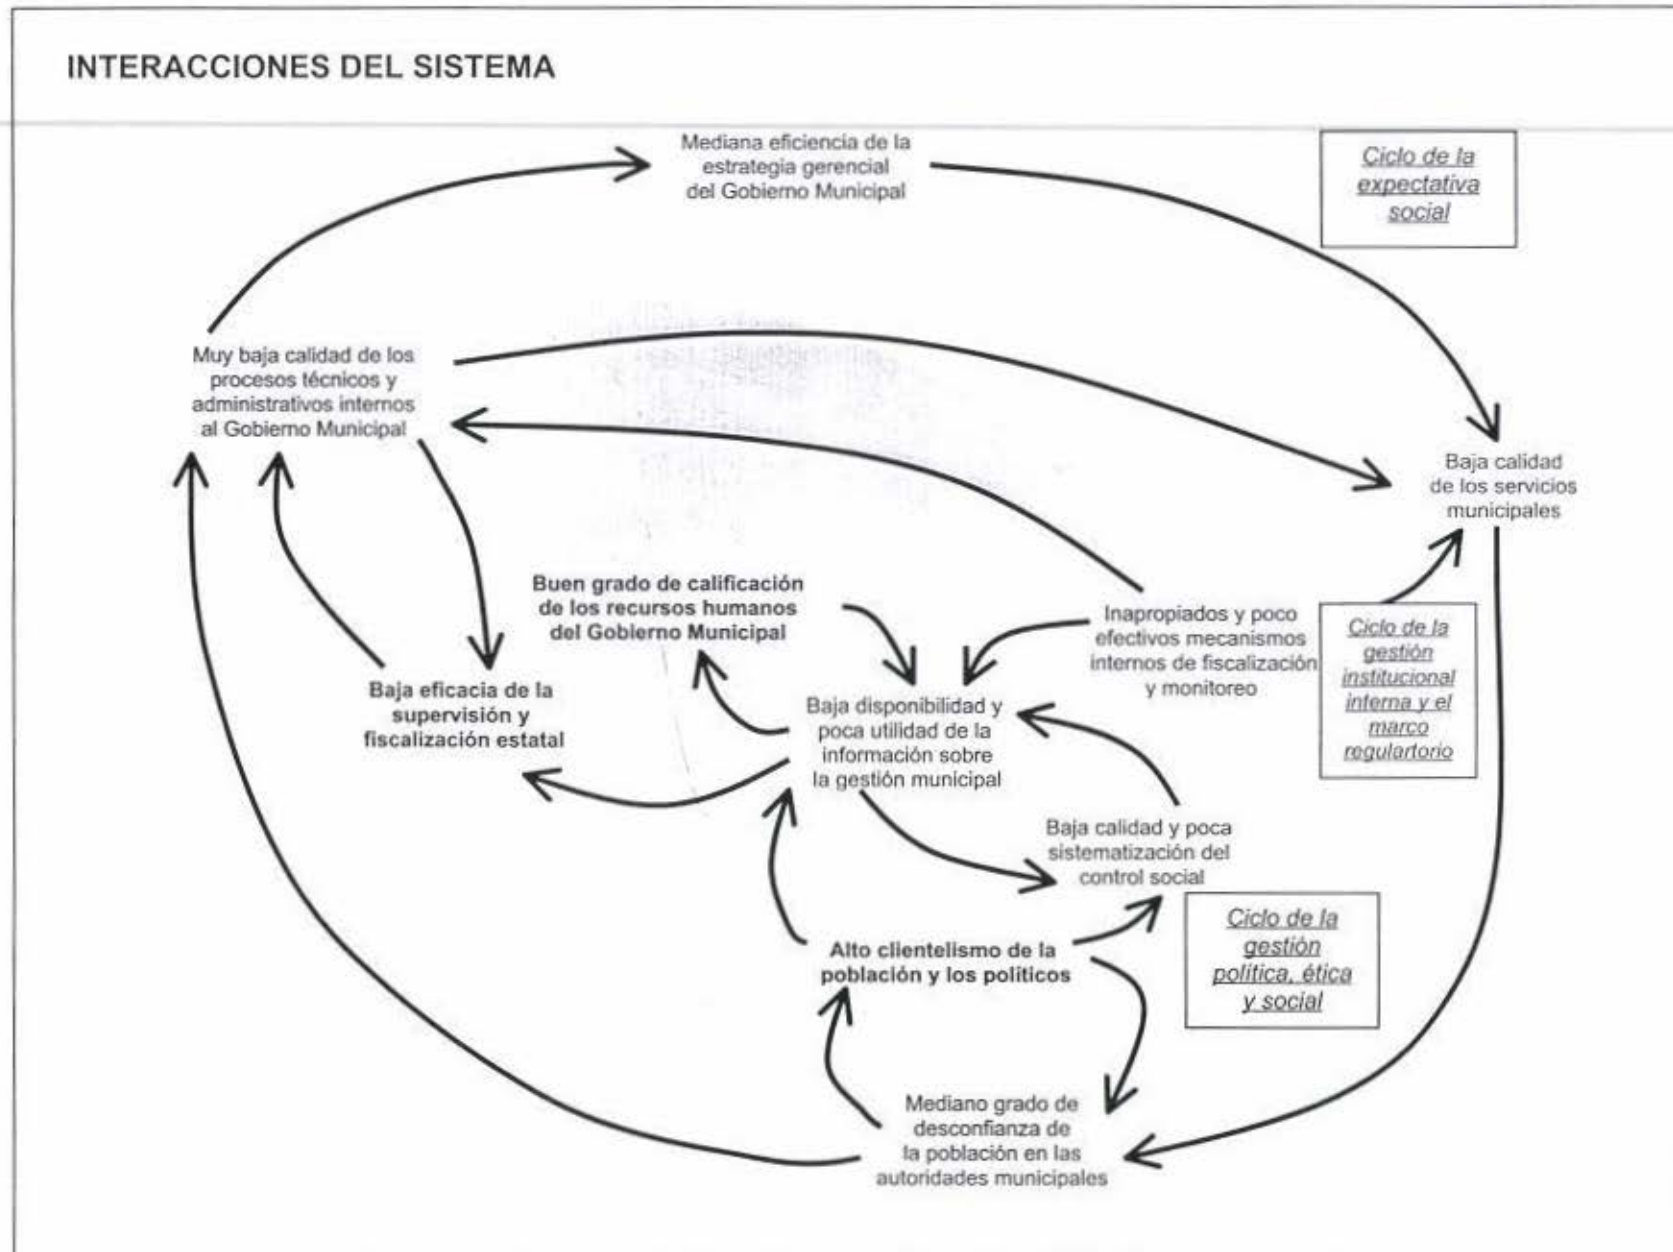 INTERACCIONES DEL SISTEMA
Mediana eficiencia de la
estrategia gerencial
del Gobierno Municipal
Ciclo de la
expectativa
social
Muy baja calidad de los
procesos técnicos y
administrativos internos
al Gobierno Municipal
Baja calidad
de los servicios
municipales
Buen grado de calificación
de los recursos humanos
del Gobierno Municipal
Inapropiados y poco
efectivos mecanismos
internos de fiscalización
y monitoreo
Ciclo de la
gestión
institucional
interna y el
marco
regulartorio
Baja eficacia de la
supervisión y
fiscalización estatal
Baja disponibilidad y
poca utilidad de la
información sobre
la gestión municipal
Baja calidad y poca
sistematización del
control social
Ciclo de la
gestión
política, ética
y social
Alto clientelismo de la
población y los políticos
Mediano grado de
desconfianza de
la población en las
autoridades municipales